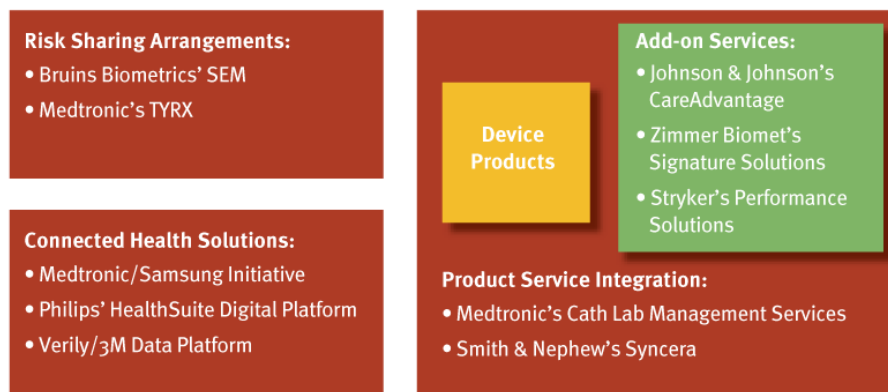 Risk Sharing Arrangements:
• Bruins Biometrics’ SEM
• Medtronic’s TYRX
Connected Health Solutions:
• Medtronic/Samsung Initiative
• Philips’ HealthSuite Digital Platform
• Verily/3M Data Platform
Device
Products
Add-on Services:
• Johnson & Johnson’s
CareAdvantage
• Zimmer Biomet’s
Signature Solutions
• Stryker’s Performance
Solutions
Product Service Integration:
• Medtronic’s Cath Lab Management Services
• Smith & Nephew’s Syncera